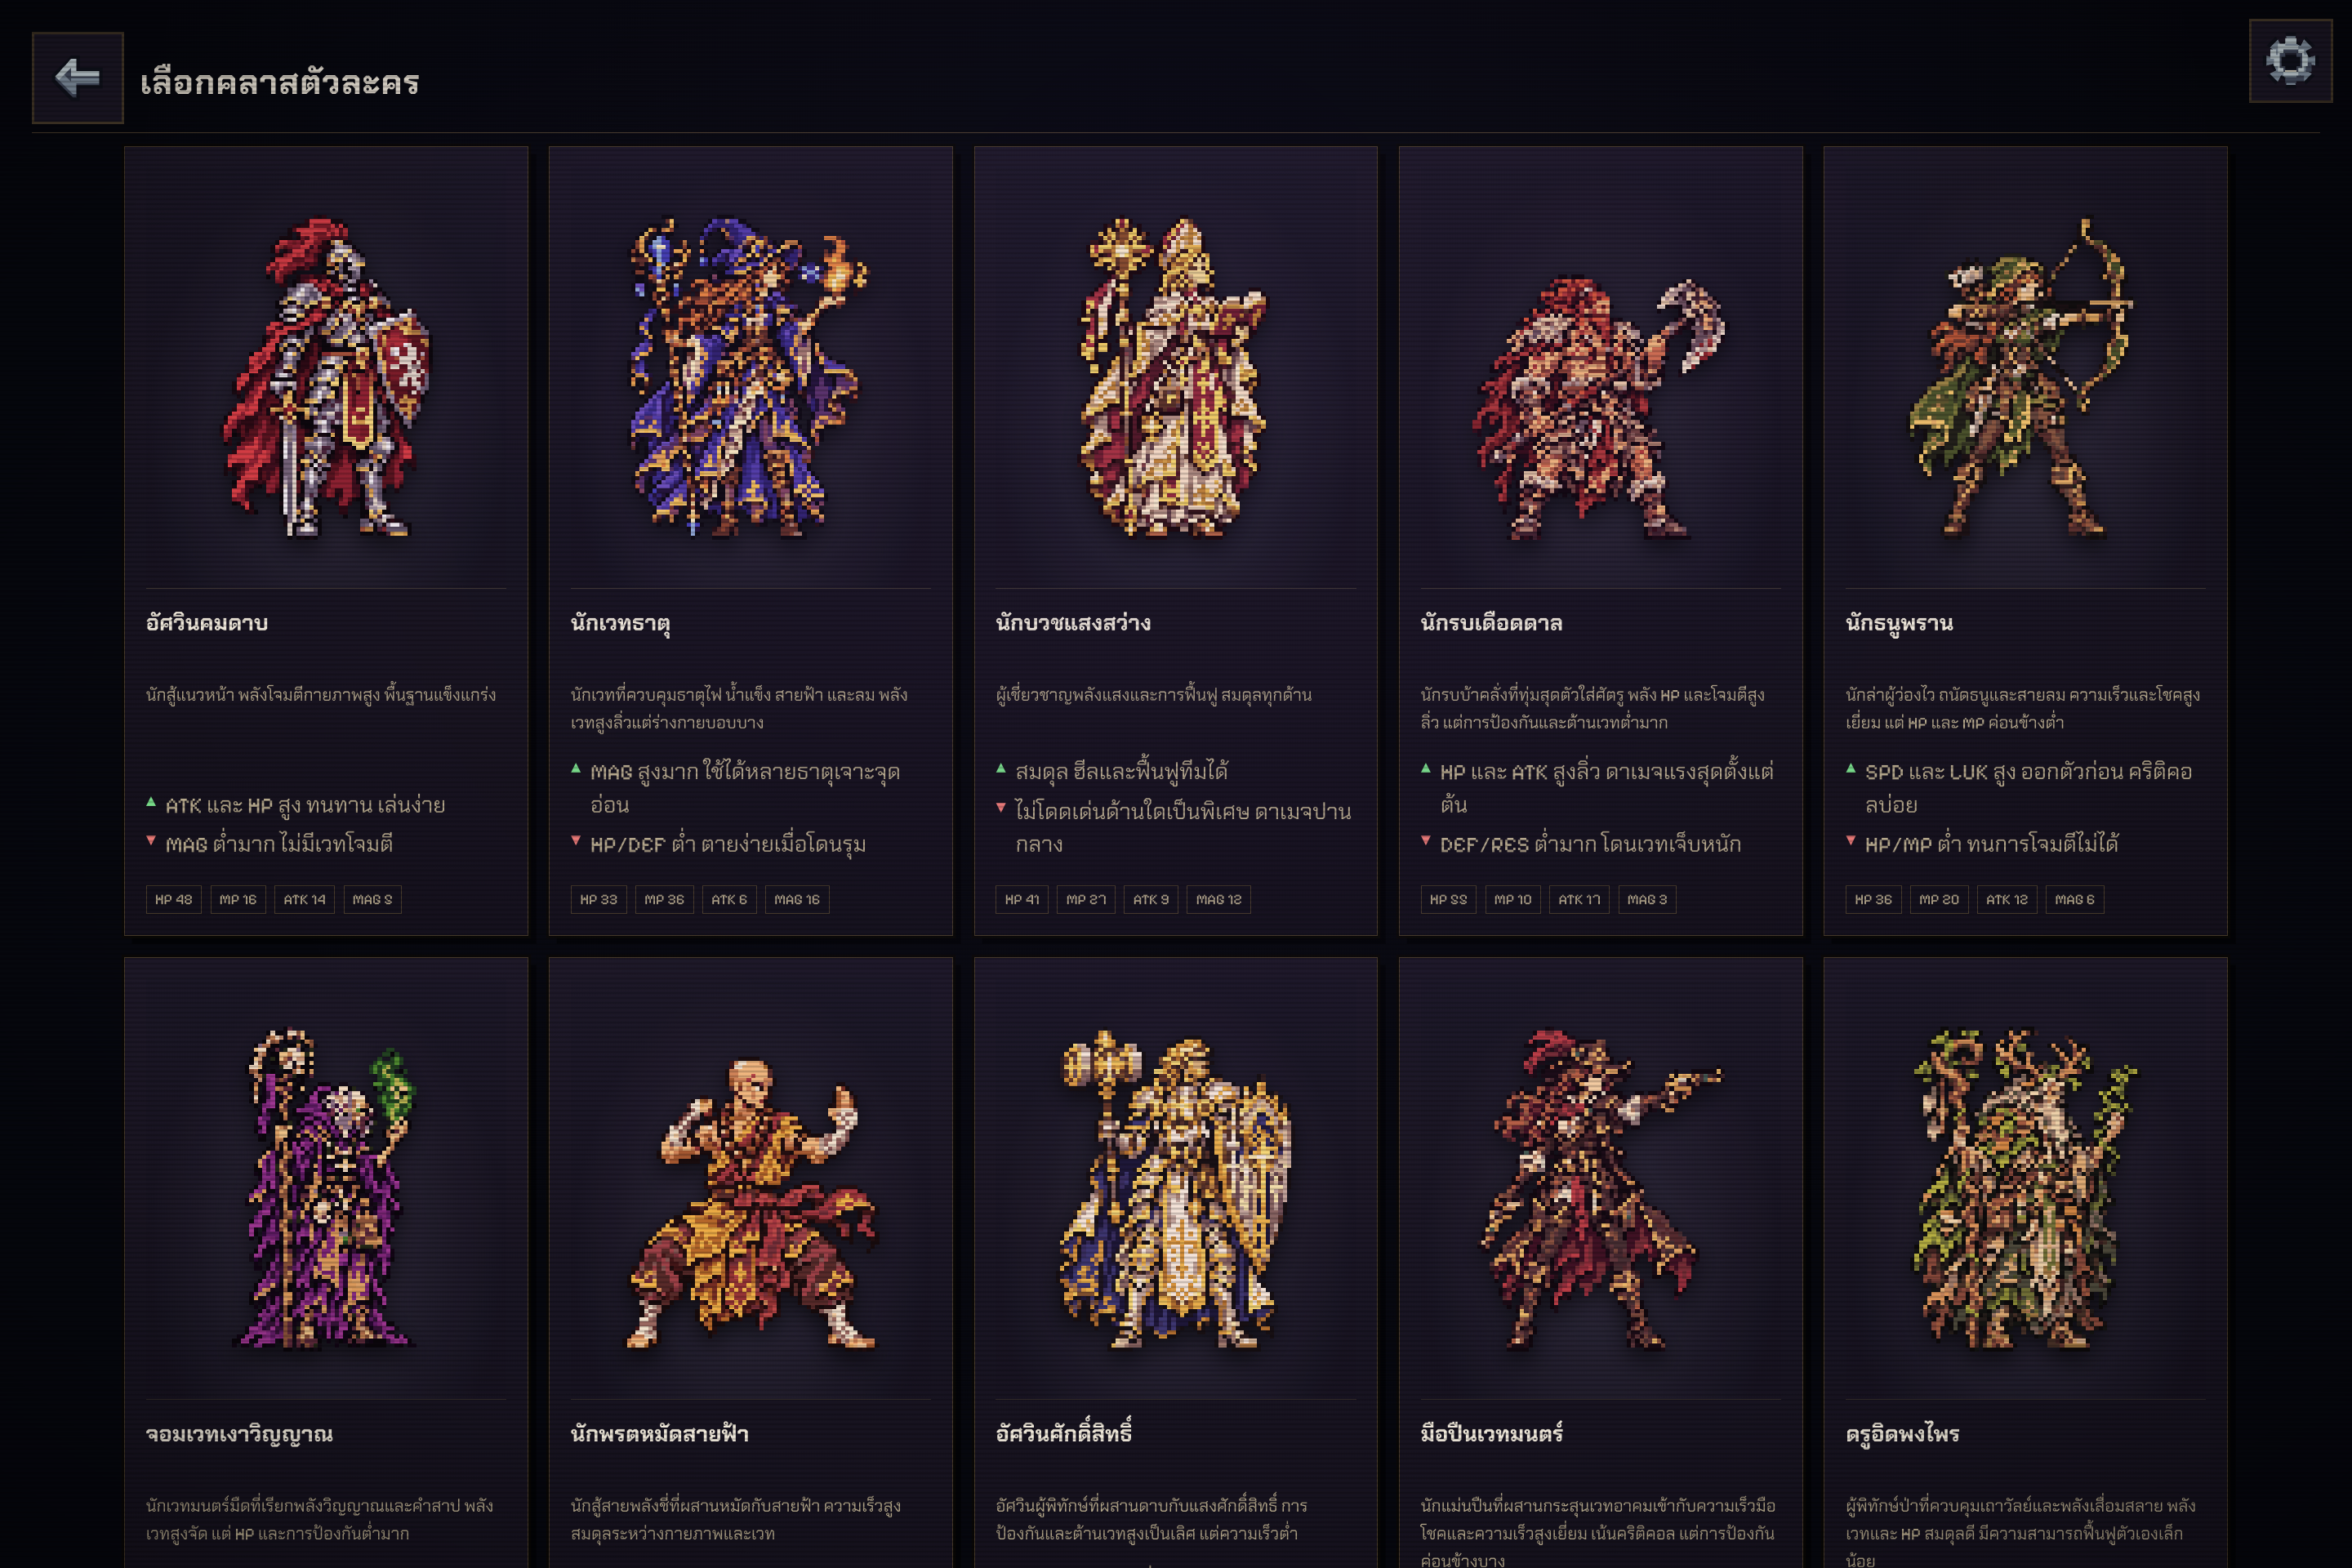 เลือกคลาสตัวละคร
อัศวินคมดาบ
นักสู้แนวหน้า พลังโจมตีกายภาพสูง พื้นฐานแข็งแกร่ง
ATK และ HP สูง ทนทาน เล่นง่าย
MAG ต่ำมาก ไม่มีเวทโจมตี
HP 48 MP 16 ATK 14 MAG 5
นักเวทธาตุ
นักเวทที่ควบคุมธาตุไฟ น้ำแข็ง สายฟ้า และลม พลัง
เวทสูงลิ่วแต่ร่างกายบอบบาง
MAG สูงมาก ใช้ได้หลายธาตุเจาะจุด
อ่อน
HP/DEF ต่ำ ตายง่ายเมื่อโดนรุม
HP 33 MP 36 ATK 6 MAG 16
นักบวชแสงสว่าง
ผู้เชี่ยวชาญพลังแสงและการฟื้นฟู สมดุลทุกด้าน
สมดุล ฮีลและฟื้นฟูทีมได้
ไม่โดดเด่นด้านใดเป็นพิเศษ ดาเมจปาน
กลาง
HP 41 MP 27 ATK 9 MAG 12
นักรบเดือดดาล
นักรบบ้าคลั่งที่ทุ่มสุดตัวใส่ศัตรู พลัง HP และโจมตีสูง
ลิ่ว แต่การป้องกันและต้านเวทต่ำมาก
HP และ ATK สูงลิ่ว ดาเมจแรงสุดตั้งแต่
ต้น
DEF/RES ต่ำมาก โดนเวทเจ็บหนัก
HP 55 MP 10 ATK 17 MAG 3
นักธนูพราน
นักล่าผู้ว่องไว ถนัดธนูและสายลม ความเร็วและโชคสูง
เยี่ยม แต่ HP และ MP ค่อนข้างต่ำ
SPD และ LUK สูง ออกตัวก่อน คริติคอ
ลบ่อย
HP/MP ต่ำ ทนการโจมตีไม่ได้
HP 36 MP 20 ATK 12 MAG 6
จอมเวทเงาวิญญาณ
นักเวทมนตร์มืดที่เรียกพลังวิญญาณและคำสาป พลัง
เวทสูงจัด แต่ HP และการป้องกันต่ำมาก
นักพรตหมัดสายฟ้า
นักสู้สายพลังชี่ที่ผสานหมัดกับสายฟ้า ความเร็วสูง
สมดุลระหว่างกายภาพและเวท
อัศวินศักดิ์สิทธิ์
อัศวินผู้พิทักษ์ที่ผสานดาบกับแสงศักดิ์สิทธิ์ การ
ป้องกันและต้านเวทสูงเป็นเลิศ แต่ความเร็วต่ำ
มือปืนเวทมนตร์
นักแม่นปืนที่ผสานกระสุนเวทอาคมเข้ากับความเร็วมือ
โชคและความเร็วสูงเยี่ยม เน้นคริติคอล แต่การป้องกัน
ค่อนข้างบาง
ดรูอิดพงไพร
ผู้พิทักษ์ป่าที่ควบคุมเถาวัลย์และพลังเสื่อมสลาย พลัง
เวทและ HP สมดุลดี มีความสามารถฟื้นฟูตัวเองเล็ก
น้อย